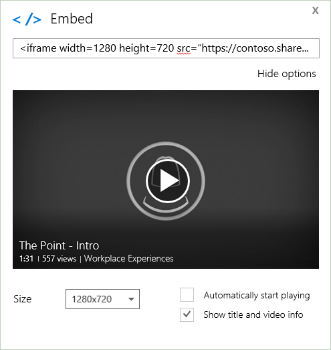 X
</> Embed
<iframe width=1280 height=720 src="https://contoso.share...
Hide options
The Point - Intro
1:31 | 557 views | Workplace Experiences
Size
1280x720
Automatically start playing
Show title and video info